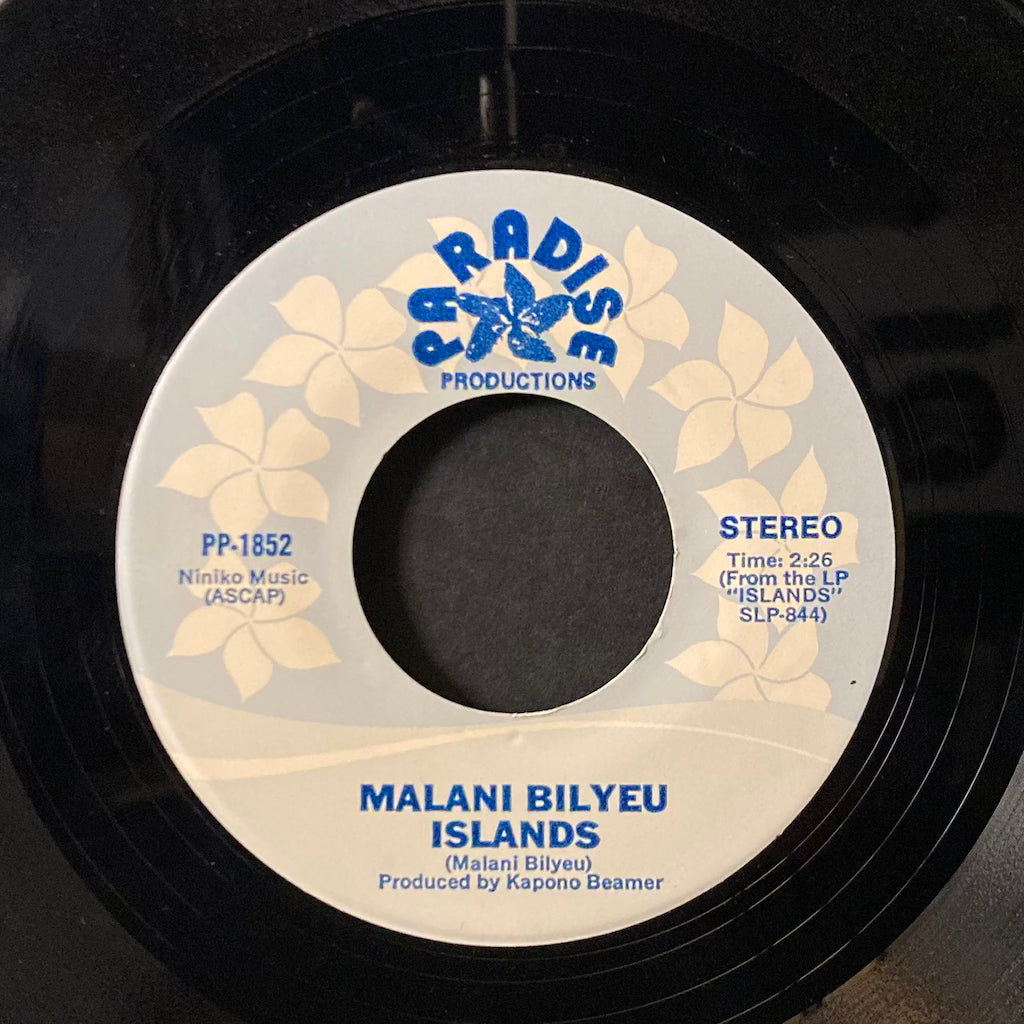 PARADISE
PRODUCTIONS
PP-1852
Niniko Music
(ASCAP)
STEREO
Time: 2:26
(From the LP
"ISLANDS"
SLP-844)
MALANI BILYEU
ISLANDS
(Malani Bilyeu)
Produced by Kapono Beamer